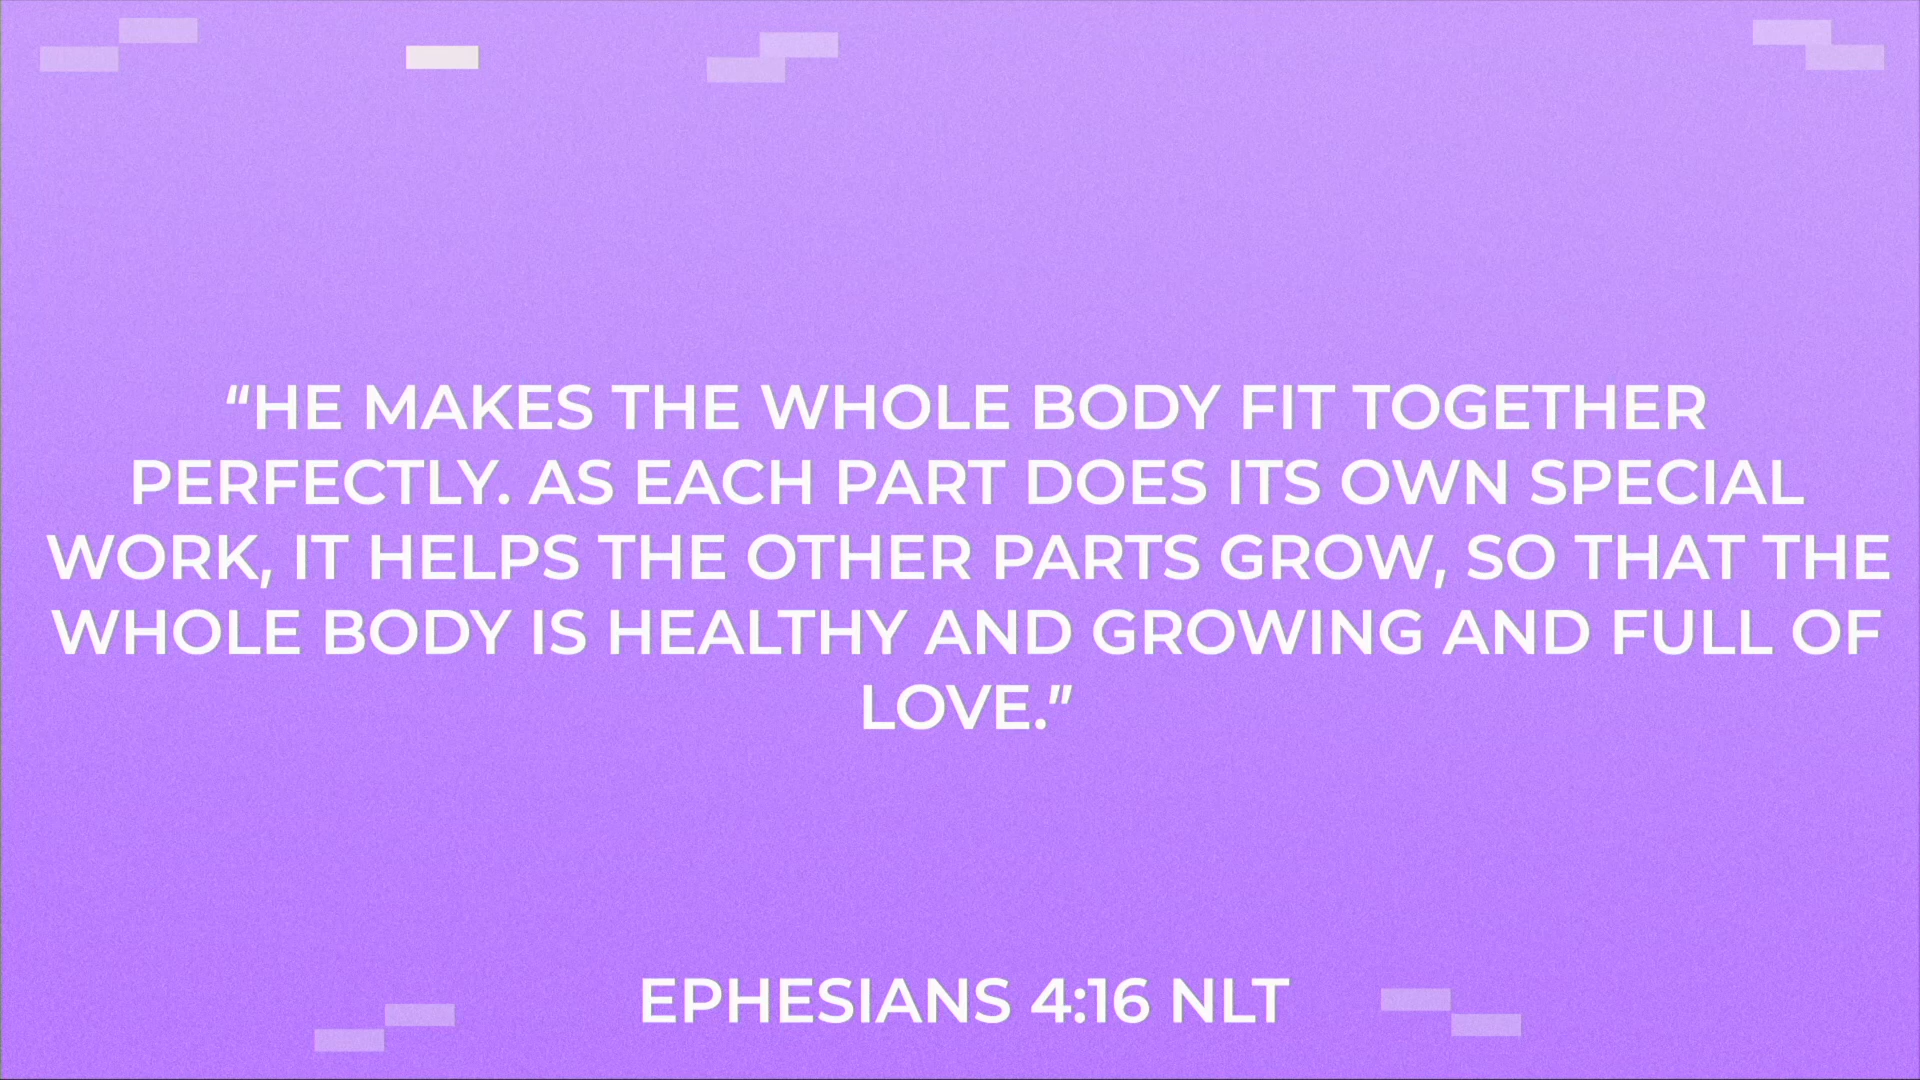 “HE MAKES THE WHOLE BODY FIT TOGETHER
PERFECTLY. AS EACH PART DOES ITS OWN SPECIAL
WORK, IT HELPS THE OTHER PARTS GROW, SO THAT THE
WHOLE BODY IS HEALTHY AND GROWING AND FULL OF
LOVE.”
EPHESIANS 4:16 NLT